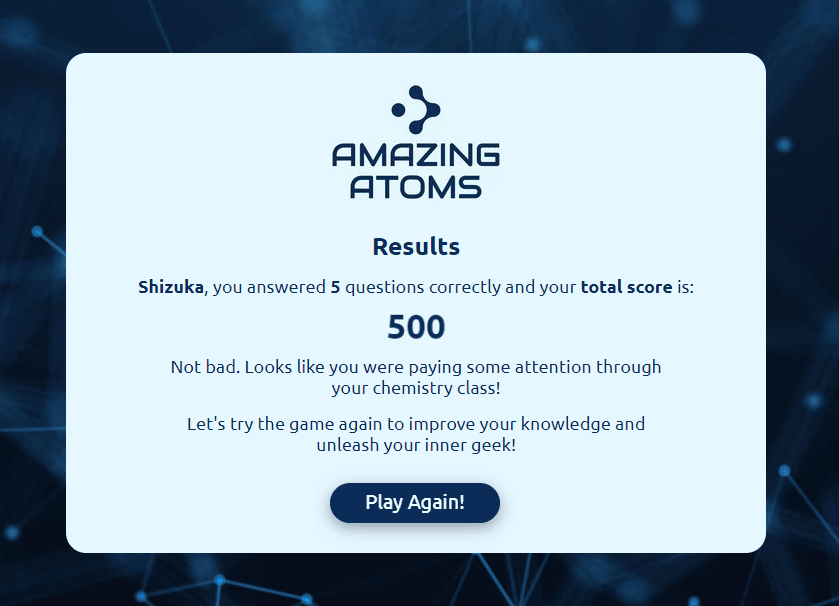 AMAZING
ATOMS
Results
Shizuka, you answered 5 questions correctly and your total score is:
500
Not bad. Looks like you were paying some attention through
your chemistry class!
Let's try the game again to improve your knowledge and
unleash your inner geek!
Play Again!